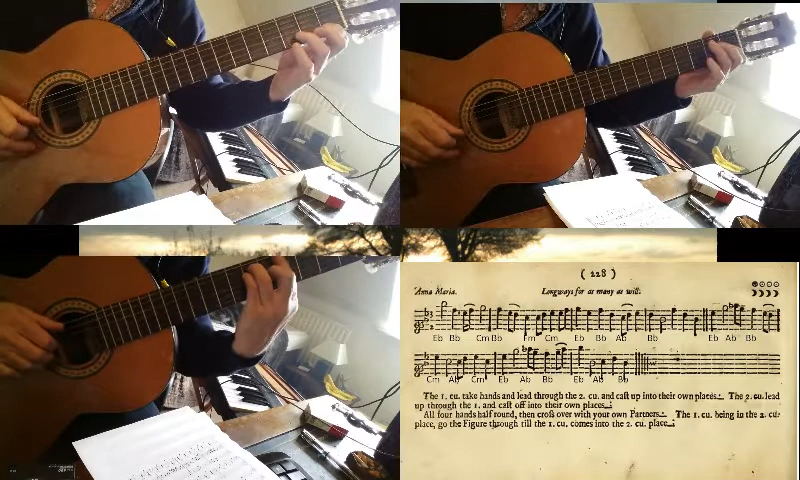 ( 228 )
Anna Maria. Longways for as many as will.
Eb Bb Cm Bb Fm Cm Eb Bb Ab Bb Eb Ab Bb
Cm Ab Cm Eb Ab Bb Eb Ab Bb
The 1. cu. take hands and lead through the 2. cu. and cast up into their own places. The 2. cu. lead
up through the 1. and cast off into their own places.
All four hands half round, then cross over with your own Partners. The 1. cu. being in the 2. cu.
place, go the Figure through till the 1. cu. comes into the 2. cu. place.